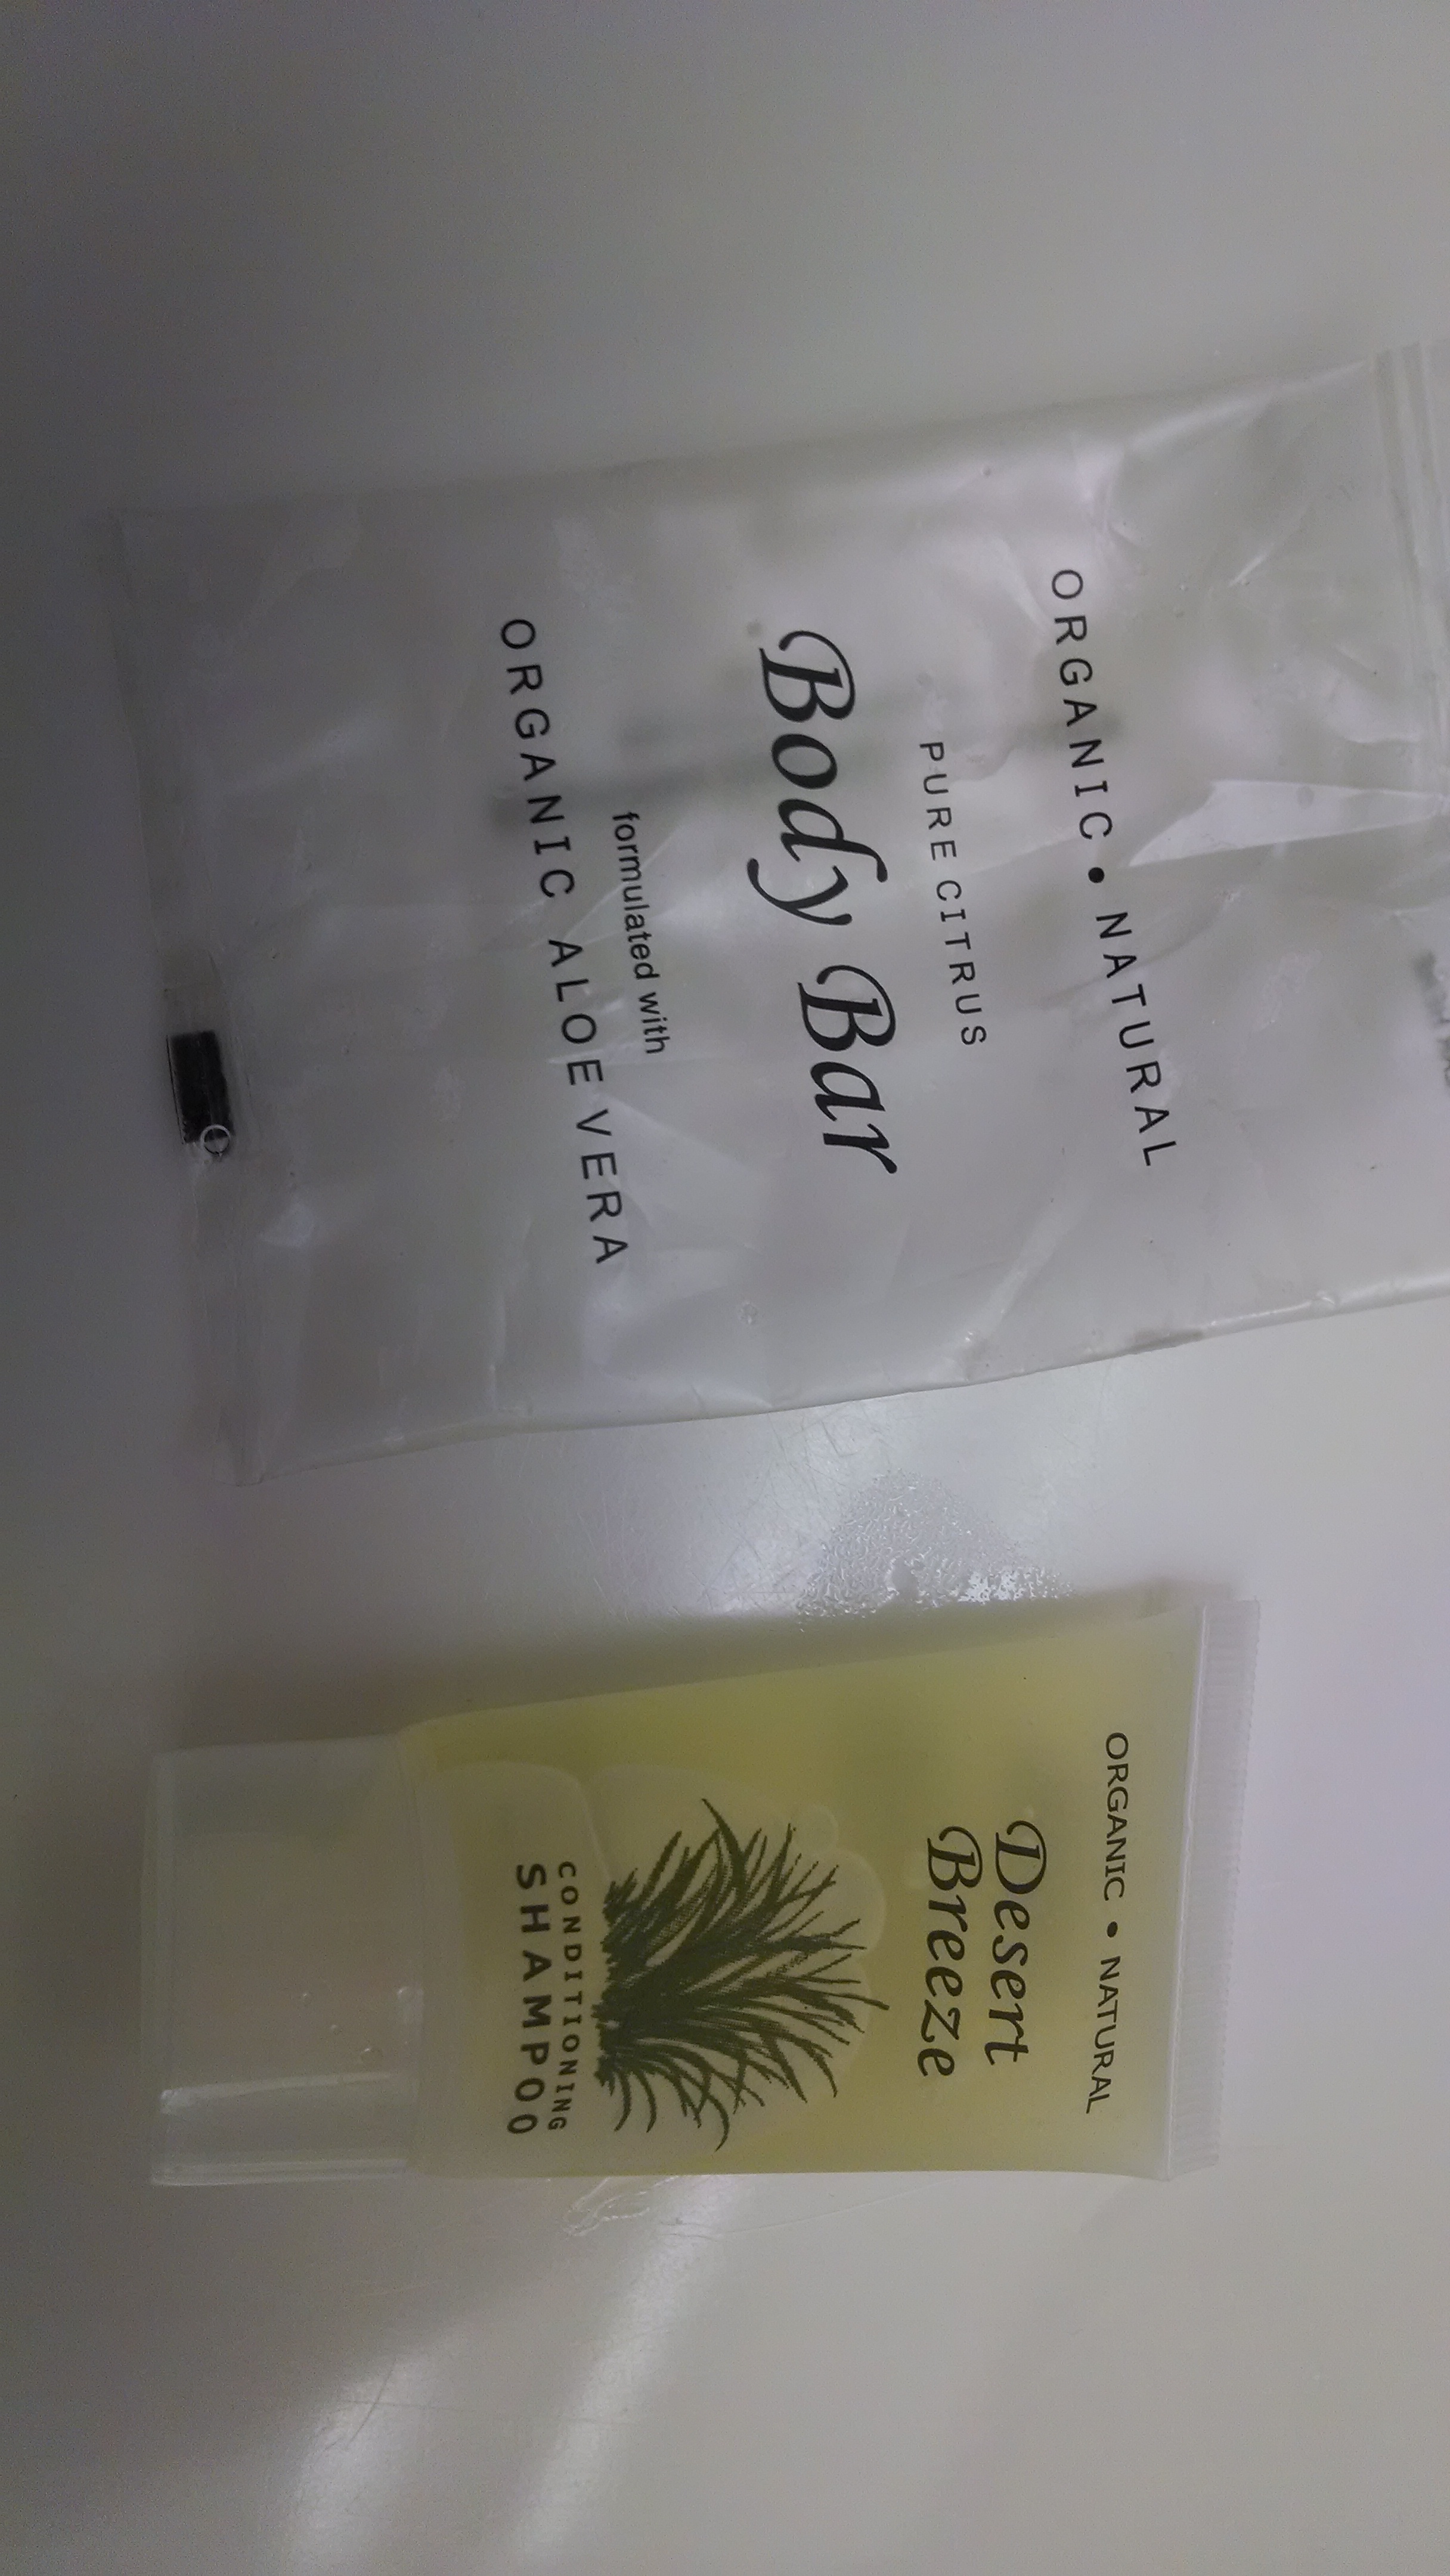 ORGANIC • NATURAL
PURE CITRUS
Body Bar
formulated with
ORGANIC ALOE VERA
ORGANIC • NATURAL
Desert
Breeze
CONDITIONING
SHAMPOO